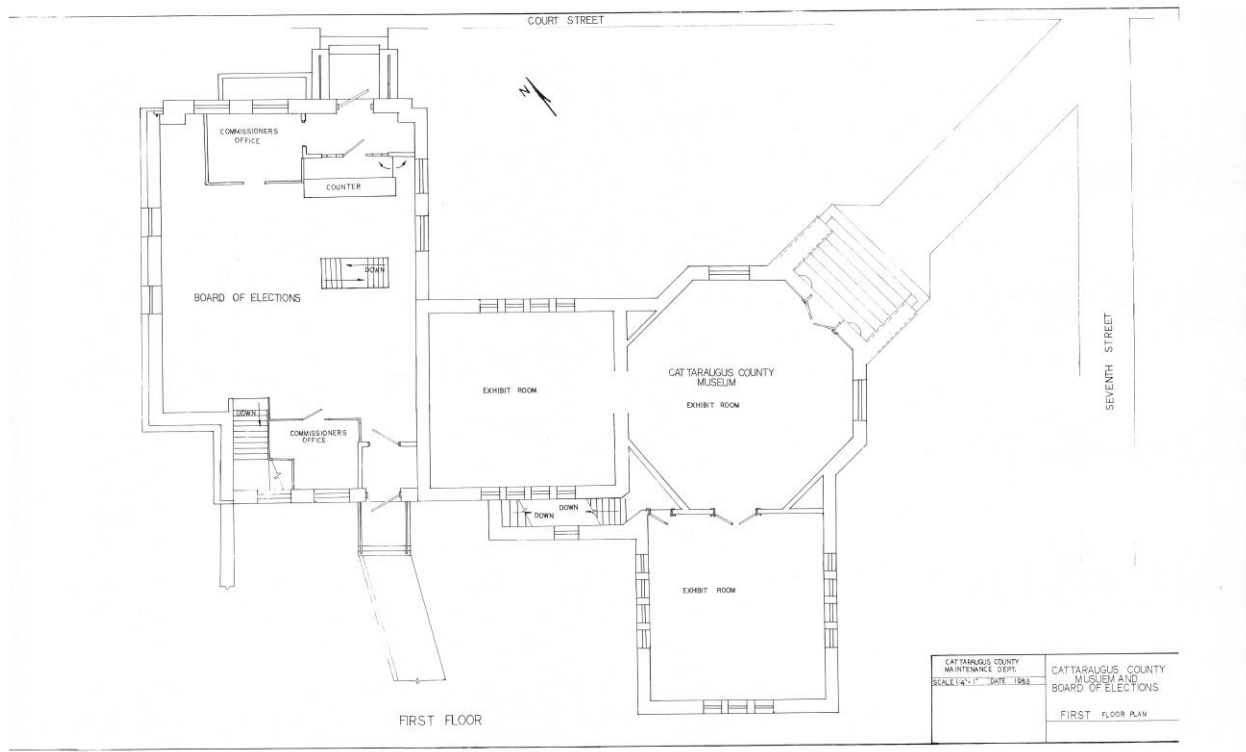 COURT STREET
N
COMMISSIONERS
OFFICE
COUNTER
DOWN
BOARD OF ELECTIONS
EXHIBIT ROOM
CATTARAUGUS COUNTY
MUSEUM
EXHIBIT ROOM
SEVENTH STREET
DOWN
COMMISSIONERS
OFFICE
DOWN
DOWN
EXHIBIT ROOM
FIRST FLOOR
CATTARAUGUS COUNTY
MAINTENANCE DEPT.
SCALE 1/4"= 1' DATE 1983
CATTARAUGUS COUNTY
MUSUEM AND
BOARD OF ELECTIONS
FIRST FLOOR PLAN